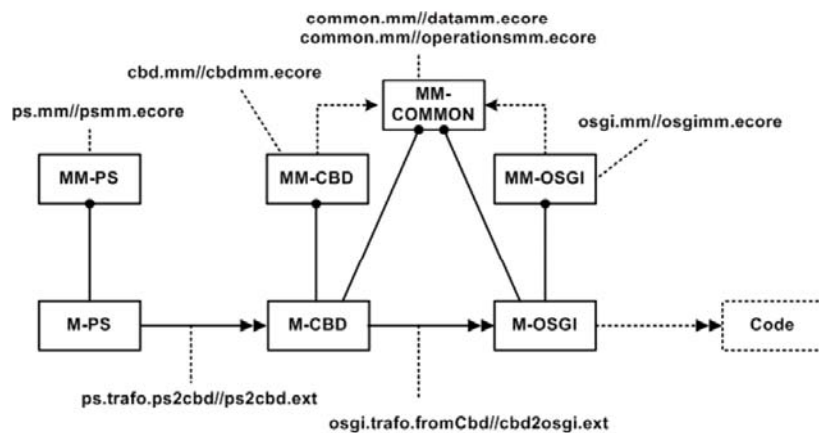 common.mm//datamm.ecore
common.mm//operationsmm.ecore
cbd.mm//cbdmm.ecore
MM-
COMMON
ps.mm//psmm.ecore
osgi.mm//osgimm.ecore
MM-PS
MM-CBD
MM-OSGI
M-PS
M-CBD
M-OSGI
Code
ps.trafo.ps2cbd//ps2cbd.ext
osgi.trafo.fromCbd//cbd2osgi.ext